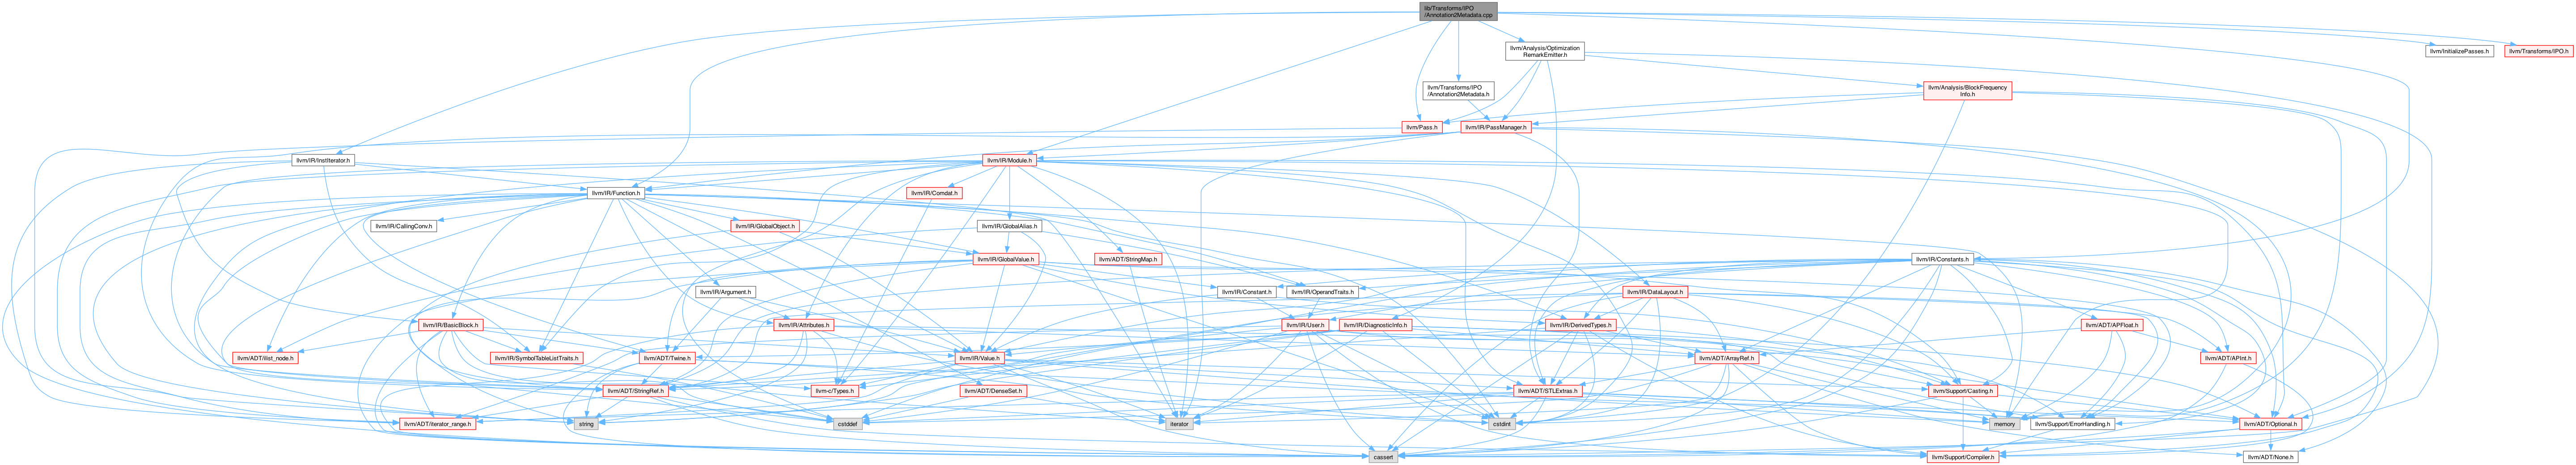 lib/Transforms/IPO
/Annotation2Metadata.cpp
llvm/Analysis/Optimization
RemarkEmitter.h
llvm/InitializePasses.h
llvm/Transforms/IPO.h
llvm/Transforms/IPO
/Annotation2Metadata.h
llvm/Analysis/BlockFrequency
Info.h
llvm/Pass.h
llvm/IR/PassManager.h
llvm/IR/InstIterator.h
llvm/IR/Module.h
llvm/IR/Function.h
llvm/IR/Comdat.h
llvm/IR/CallingConv.h
llvm/IR/GlobalObject.h
llvm/IR/GlobalAlias.h
llvm/IR/GlobalValue.h
llvm/ADT/StringMap.h
llvm/IR/Constants.h
llvm/IR/Argument.h
llvm/IR/Constant.h
llvm/IR/OperandTraits.h
llvm/IR/DataLayout.h
llvm/IR/BasicBlock.h
llvm/IR/Attributes.h
llvm/IR/User.h
llvm/IR/DiagnosticInfo.h
llvm/IR/DerivedTypes.h
llvm/ADT/APFloat.h
llvm/ADT/ilist_node.h
llvm/IR/SymbolTableListTraits.h
llvm/ADT/Twine.h
llvm/IR/Value.h
llvm/ADT/ArrayRef.h
llvm/ADT/APInt.h
llvm/ADT/StringRef.h
llvm-c/Types.h
llvm/ADT/DenseSet.h
llvm/ADT/STLExtras.h
llvm/Support/Casting.h
llvm/ADT/iterator_range.h
string
cstddef
iterator
cstdint
memory
llvm/Support/ErrorHandling.h
llvm/ADT/Optional.h
cassert
llvm/Support/Compiler.h
llvm/ADT/None.h